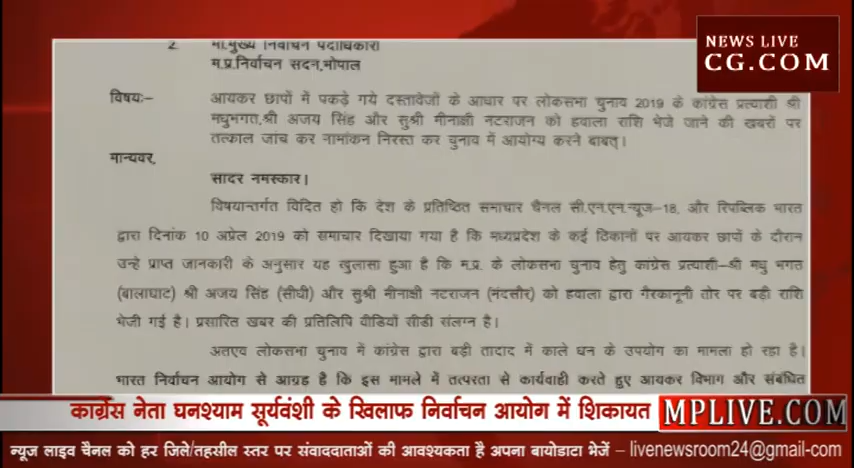 NEWS LIVE
CG.COM
2. मा.मुख्य निर्वाचन पदाधिकारी
म.प्र.निर्वाचन सदन,भोपाल
विषयः- आयकर छापों में पकड़े गये दस्तावेजों के आधार पर लोकसभा चुनाव 2019 के कांग्रेस प्रत्याशी श्री
मधुभगत,श्री अजय सिंह और सुश्री मीनाक्षी नटराजन को हवाला राशि भेजे जाने की खबरों पर
तत्काल जांच कर नामांकन निरस्त कर चुनाव में आयोग्य करने बाबत्।
मान्यवर,
सादर नमस्कार।
विषयान्तर्गत विदित हो कि देश के प्रतिष्ठित समाचार चैनल सी.एन.एन.न्यूज-18, और रिपब्लिक भारत
द्वारा दिनांक 10 अप्रेल 2019 को समाचार दिखाया गया है कि मध्यप्रदेश के कई ठिकानों पर आयकर छापों के दौरान
उन्हे प्राप्त जानकारी के अनुसार यह खुलासा हुआ है कि म.प्र. के लोकसभा चुनाव हेतु कांग्रेस प्रत्याशी-श्री मधु भगत
(बालाघाट) श्री अजय सिंह (सीधी) और सुश्री मीनाक्षी नटराजन (मंदसौर) को हवाला द्वारा गैरकानूनी तोर पर बड़ी राशि
भेजी गई है। प्रसारित खबर की प्रतिलिपि वीडियों सीडी संलग्न है।
अतएव लोकसभा चुनाव में कांग्रेस द्वारा बड़ी तादाद में काले धन के उपयोग का मामला हो रहा है।
भारत निर्वाचन आयोग से आग्रह है कि इस मामले में तत्परता से कार्यवाही करते हुए आयकर विभाग और संबंधित
कांग्रेस नेता घनश्याम सूर्यवंशी के खिलाफ निर्वाचन आयोग में शिकायत MPLIVE.COM
न्यूज लाइव चैनल को हर जिले/तहसील स्तर पर संवाददाताओं की आवश्यकता है अपना बायोडाटा भेजें – livenewsroom24@gmail-com